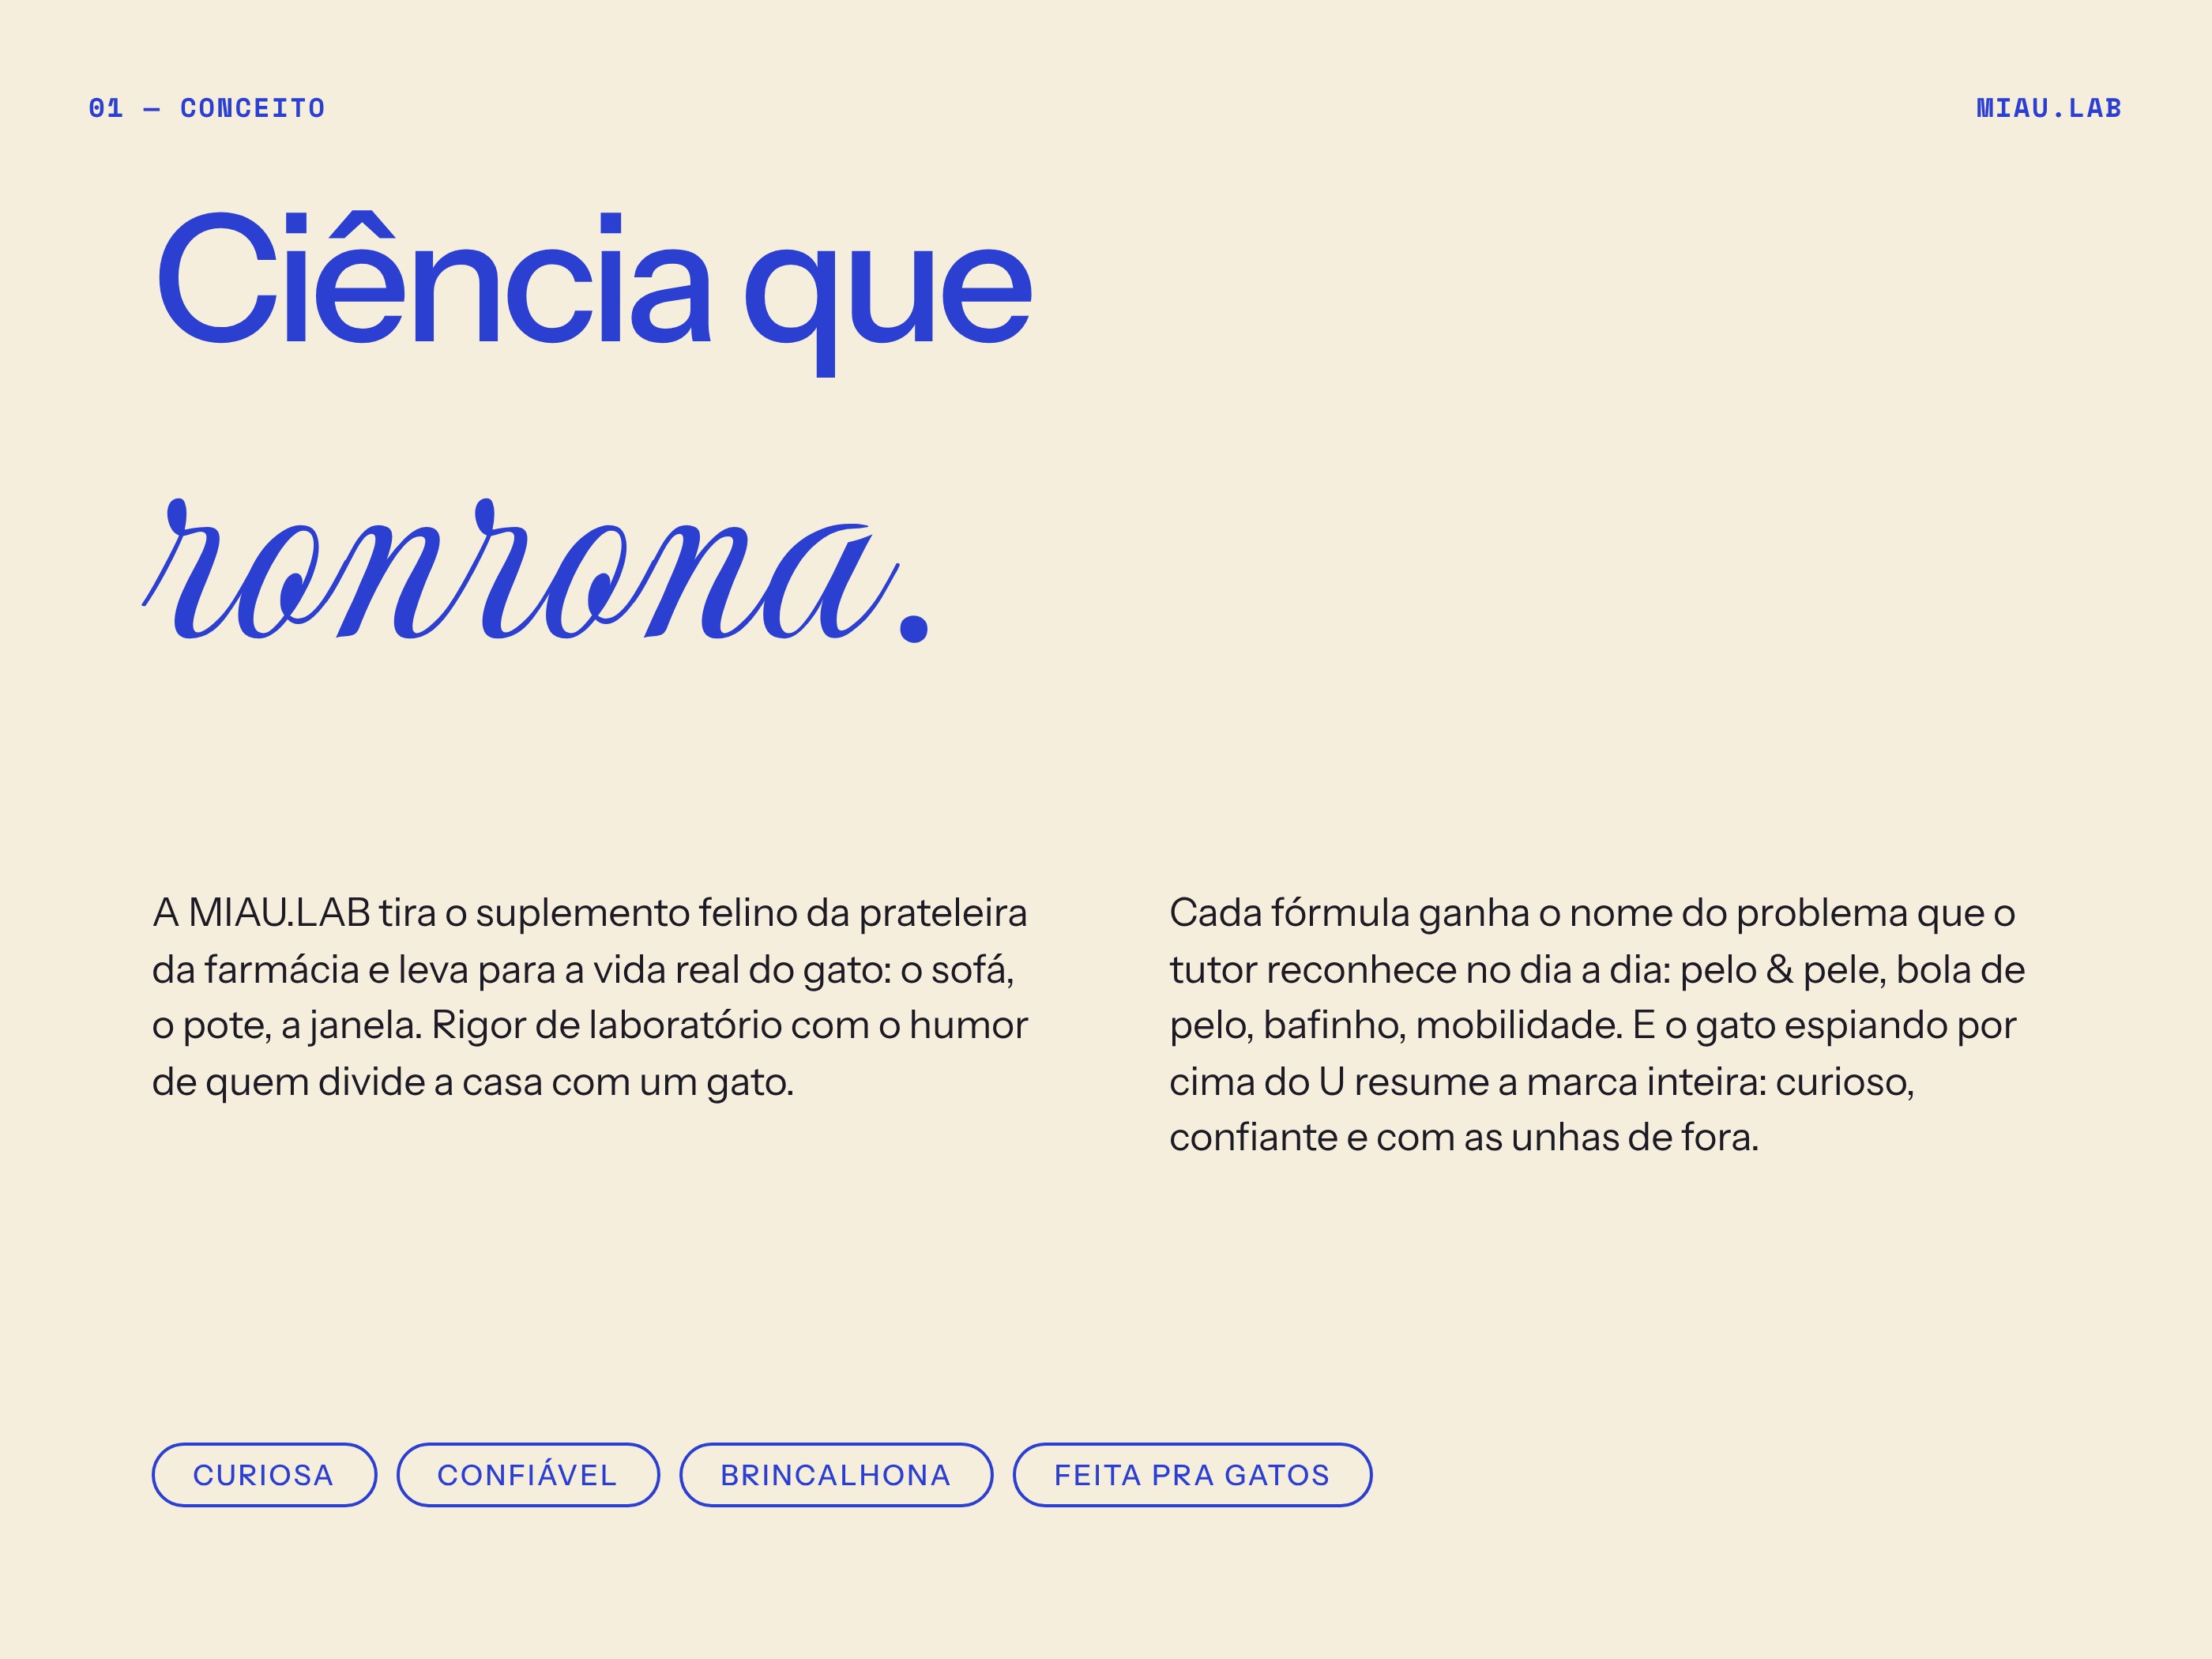 01 — CONCEITO
MIAU.LAB
Ciência que
ronrona.
A MIAU.LAB tira o suplemento felino da prateleira
da farmácia e leva para a vida real do gato: o sofá,
o pote, a janela. Rigor de laboratório com o humor
de quem divide a casa com um gato.
Cada fórmula ganha o nome do problema que o
tutor reconhece no dia a dia: pelo & pele, bola de
pelo, bafinho, mobilidade. E o gato espiando por
cima do U resume a marca inteira: curioso,
confiante e com as unhas de fora.
CURIOSA
CONFIÁVEL
BRINCALHONA
FEITA PRA GATOS